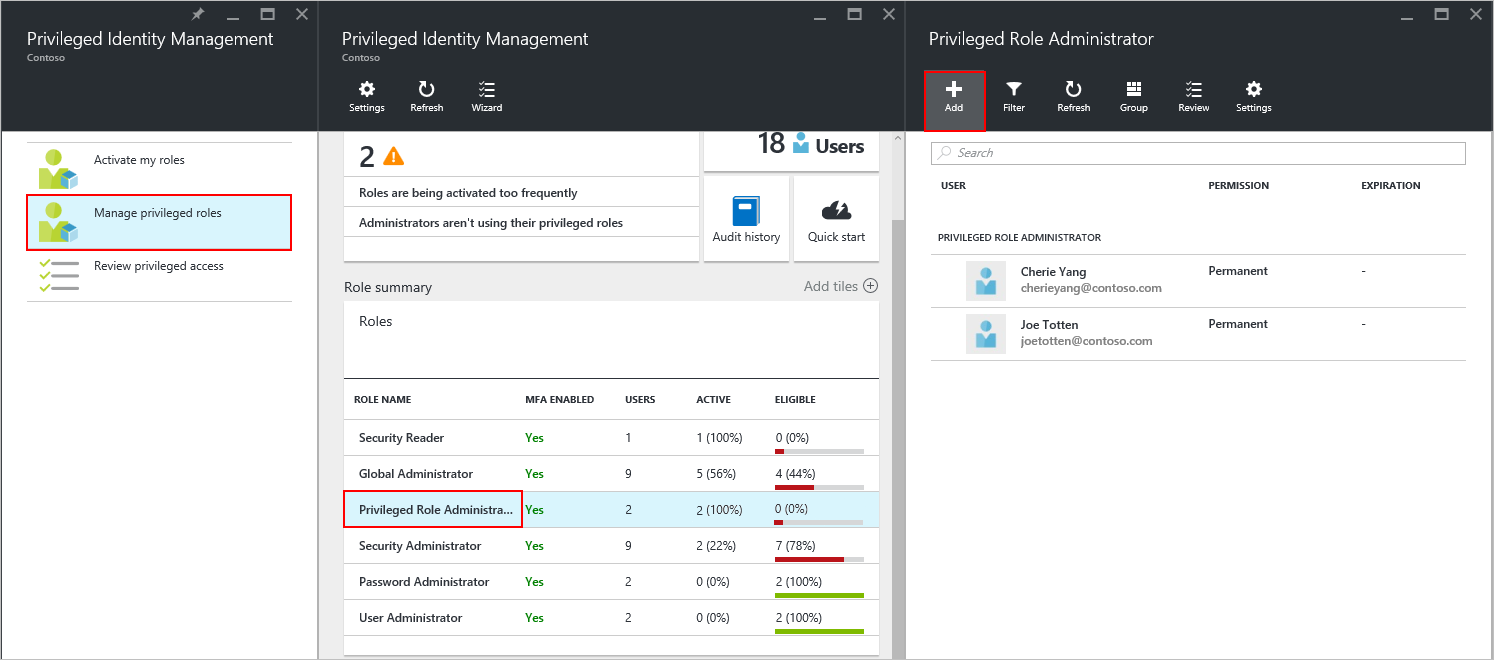 Privileged Identity Management
Contoso
Activate my roles
Manage privileged roles
Review privileged access
Privileged Identity Management
Contoso
Settings Refresh Wizard
2
Roles are being activated too frequently
Administrators aren't using their privileged roles
18 Users
Audit history Quick start
Role summary Add tiles
Roles
ROLE NAME MFA ENABLED USERS ACTIVE ELIGIBLE
Security Reader Yes 1 1 (100%) 0 (0%)
Global Administrator Yes 9 5 (56%) 4 (44%)
Privileged Role Administra... Yes 2 2 (100%) 0 (0%)
Security Administrator Yes 9 2 (22%) 7 (78%)
Password Administrator Yes 2 0 (0%) 2 (100%)
User Administrator Yes 2 0 (0%) 2 (100%)
Privileged Role Administrator
Add Filter Refresh Group Review Settings
Search
USER PERMISSION EXPIRATION
PRIVILEGED ROLE ADMINISTRATOR
Cherie Yang Permanent -
cherieyang@contoso.com
Joe Totten Permanent -
joetotten@contoso.com